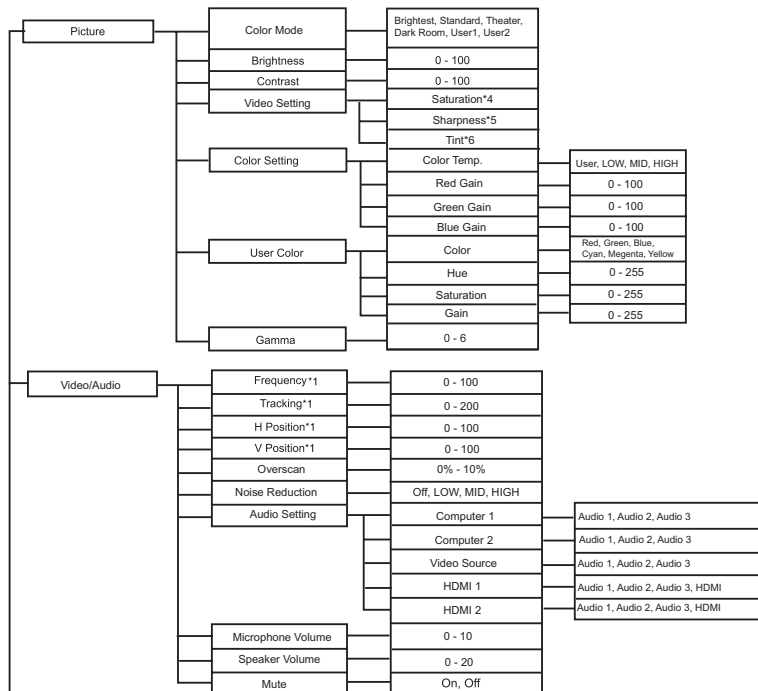 Picture
Color Mode
Brightest, Standard, Theater,
Dark Room, User1, User2
Brightness
0 - 100
Contrast
0 - 100
Video Setting
Saturation*4
Sharpness*5
Tint*6
Color Setting
Color Temp.
User, LOW, MID, HIGH
Red Gain
0 - 100
Green Gain
0 - 100
Blue Gain
0 - 100
User Color
Color
Red, Green, Blue,
Cyan, Megenta, Yellow
Hue
0 - 255
Saturation
0 - 255
Gain
0 - 255
Gamma
0 - 6
Video/Audio
Frequency*1
0 - 100
Tracking*1
0 - 200
H Position*1
0 - 100
V Position*1
0 - 100
Overscan
0% - 10%
Noise Reduction
Off, LOW, MID, HIGH
Audio Setting
Computer 1
Audio 1, Audio 2, Audio 3
Computer 2
Audio 1, Audio 2, Audio 3
Video Source
Audio 1, Audio 2, Audio 3
HDMI 1
Audio 1, Audio 2, Audio 3, HDMI
HDMI 2
Audio 1, Audio 2, Audio 3, HDMI
Microphone Volume
0 - 10
Speaker Volume
0 - 20
Mute
On, Off